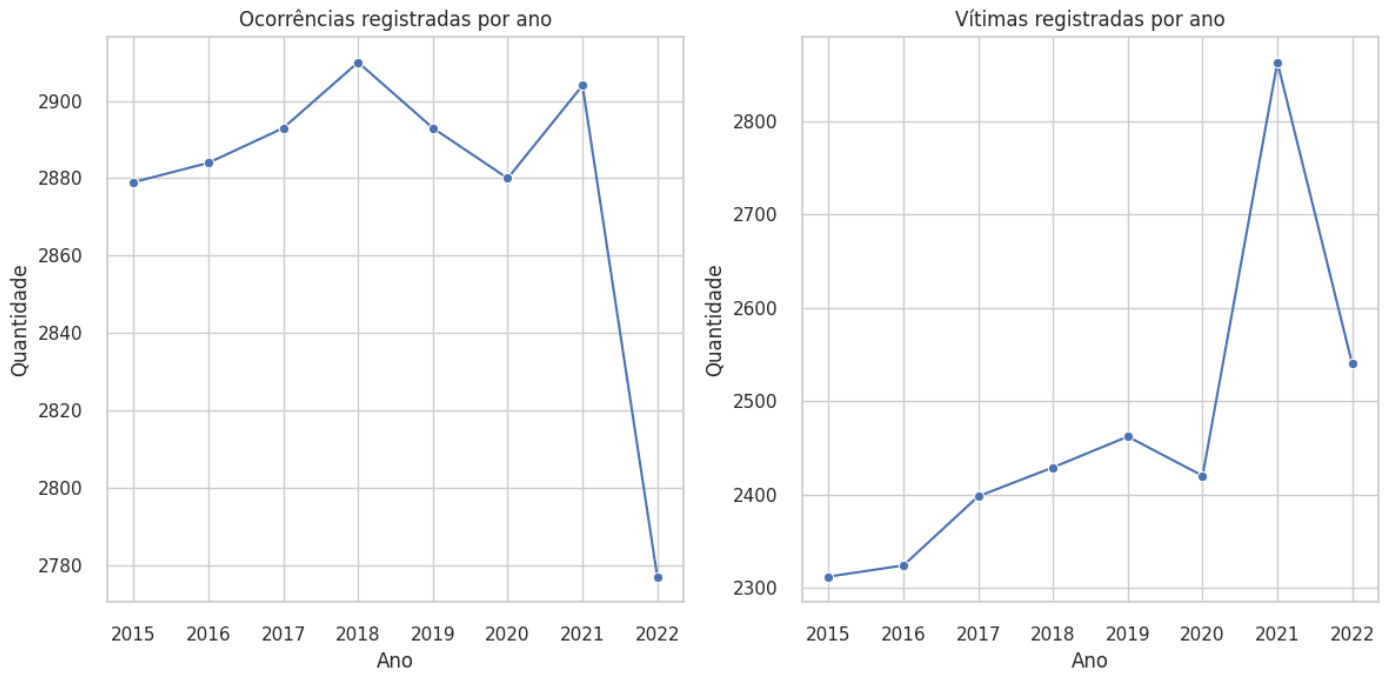 Ocorrências registradas por ano
Quantidade
2900
2880
2860
2840
2820
2800
2780
2015 2016 2017 2018 2019 2020 2021 2022
Ano
Vítimas registradas por ano
Quantidade
2800
2700
2600
2500
2400
2300
2015 2016 2017 2018 2019 2020 2021 2022
Ano